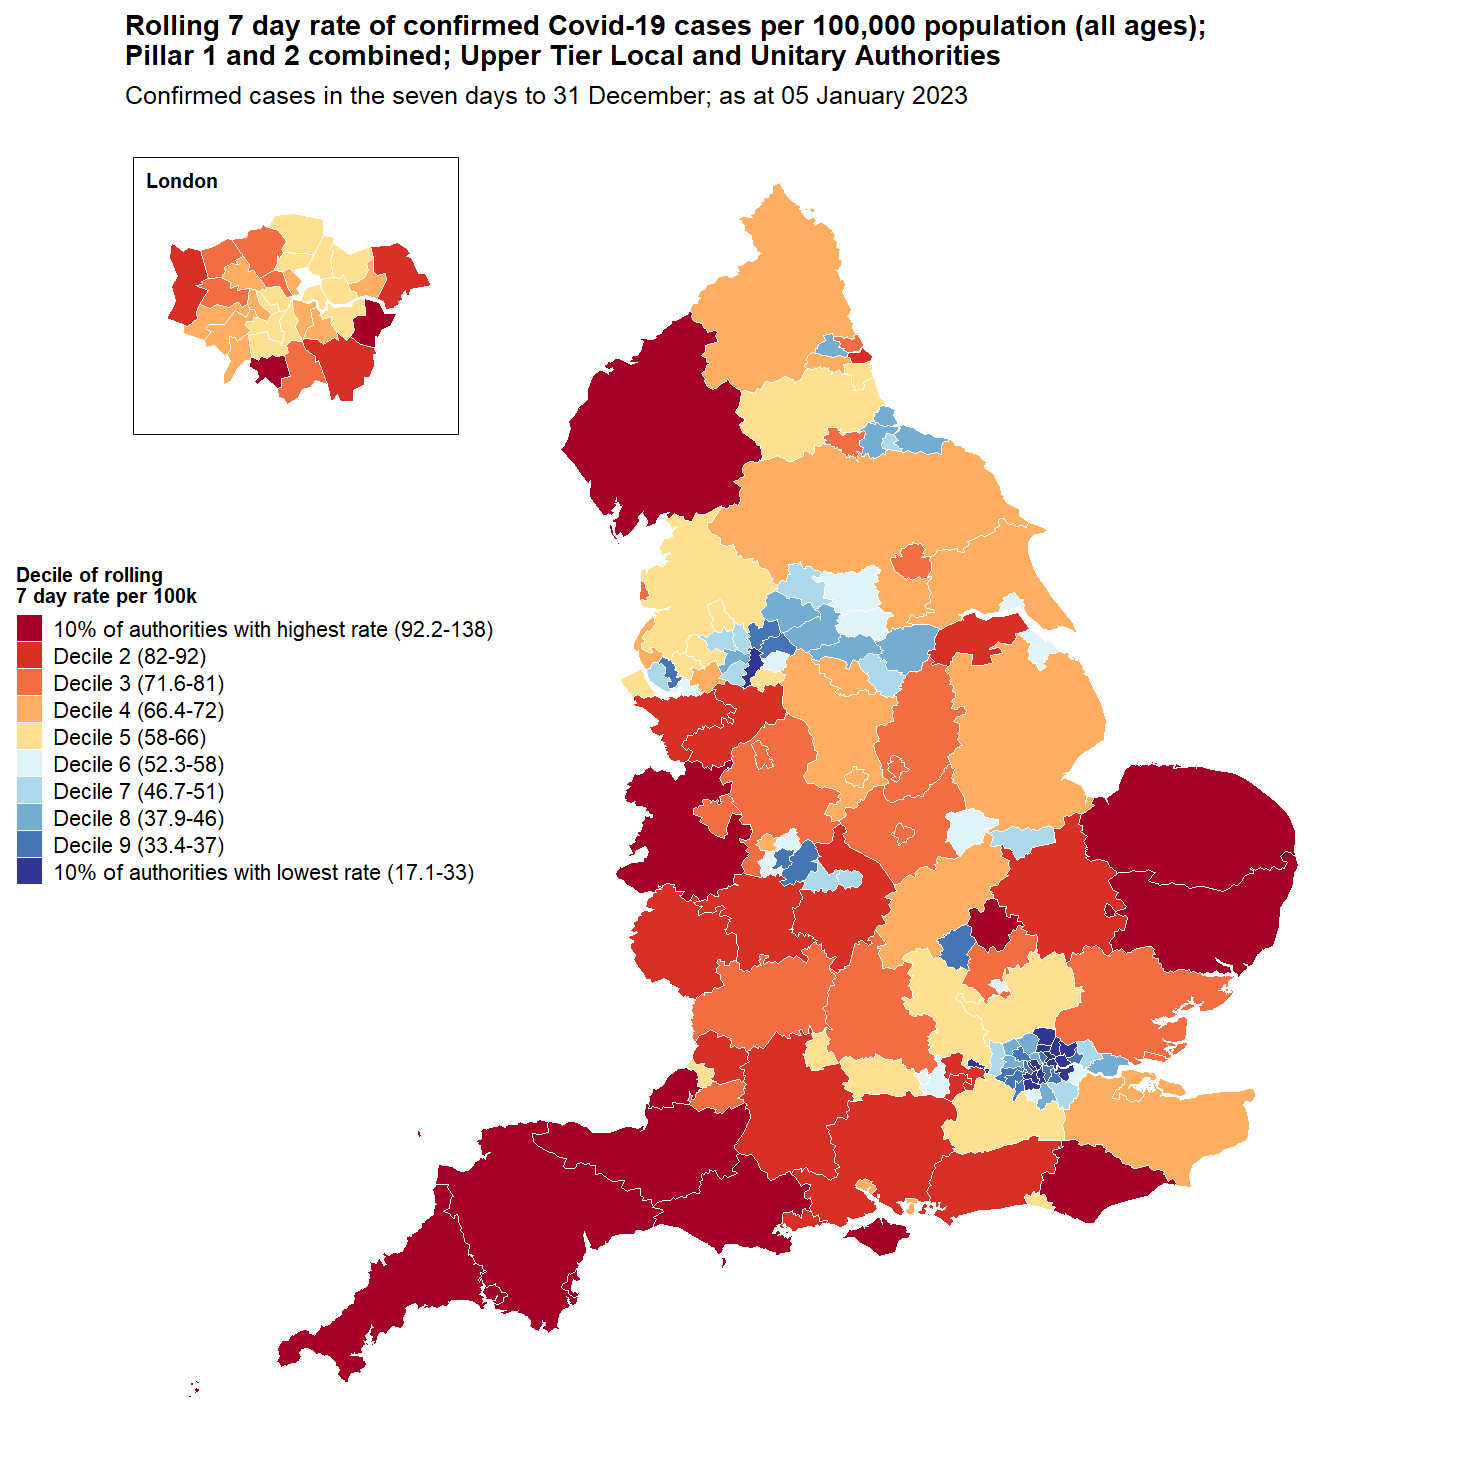 Rolling 7 day rate of confirmed Covid-19 cases per 100,000 population (all ages);
Pillar 1 and 2 combined; Upper Tier Local and Unitary Authorities
Confirmed cases in the seven days to 31 December; as at 05 January 2023
London
Decile of rolling
7 day rate per 100k
10% of authorities with highest rate (92.2-138)
Decile 2 (82-92)
Decile 3 (71.6-81)
Decile 4 (66.4-72)
Decile 5 (58-66)
Decile 6 (52.3-58)
Decile 7 (46.7-51)
Decile 8 (37.9-46)
Decile 9 (33.4-37)
10% of authorities with lowest rate (17.1-33)